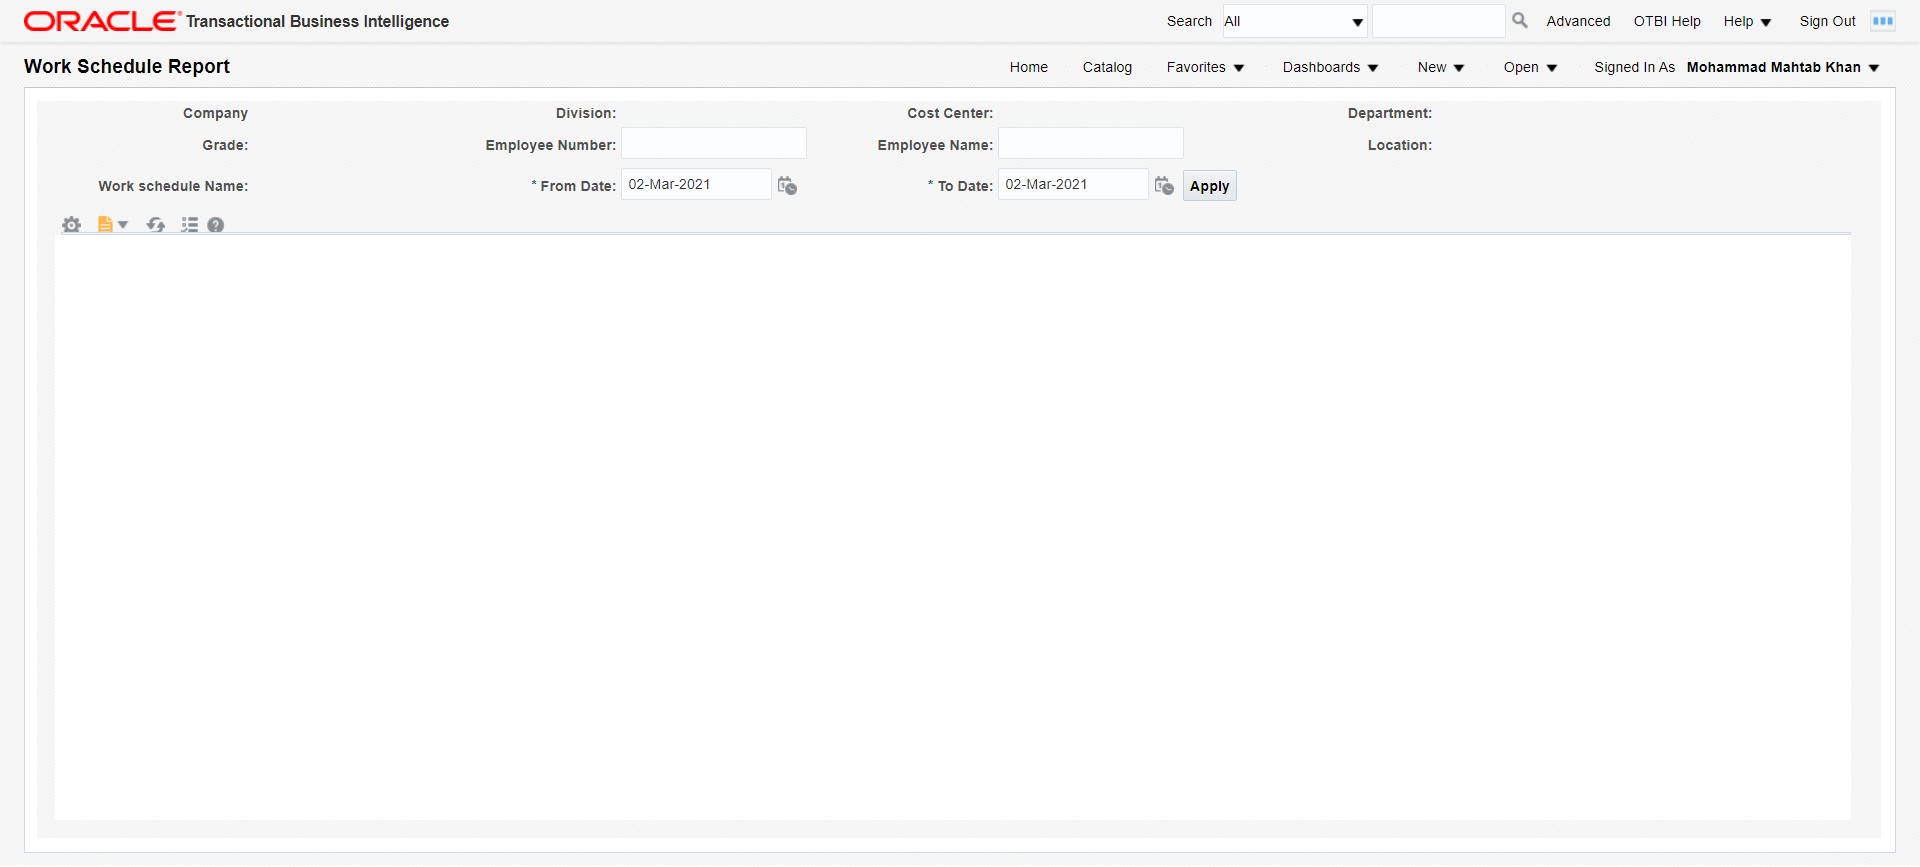 ORACLE Transactional Business Intelligence Search All Advanced OTBI Help Help Sign Out
Work Schedule Report Home Catalog Favorites Dashboards New Open Signed In As Mohammad Mahtab Khan
Company Division: Cost Center: Department:
Grade: Employee Number: Employee Name: Location:
Work schedule Name: * From Date: 02-Mar-2021 * To Date: 02-Mar-2021 Apply